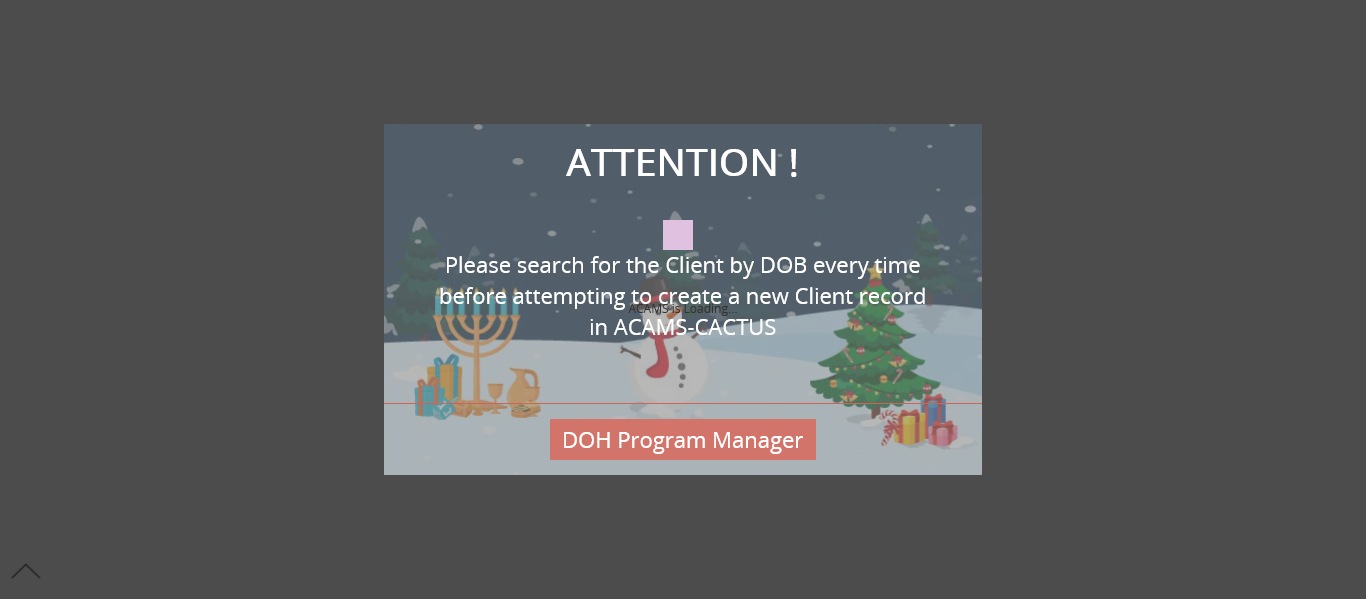 ATTENTION !
Please search for the Client by DOB every time
before attempting to create a new Client record
ACAMS is Loading...
in ACAMS-CACTUS
DOH Program Manager